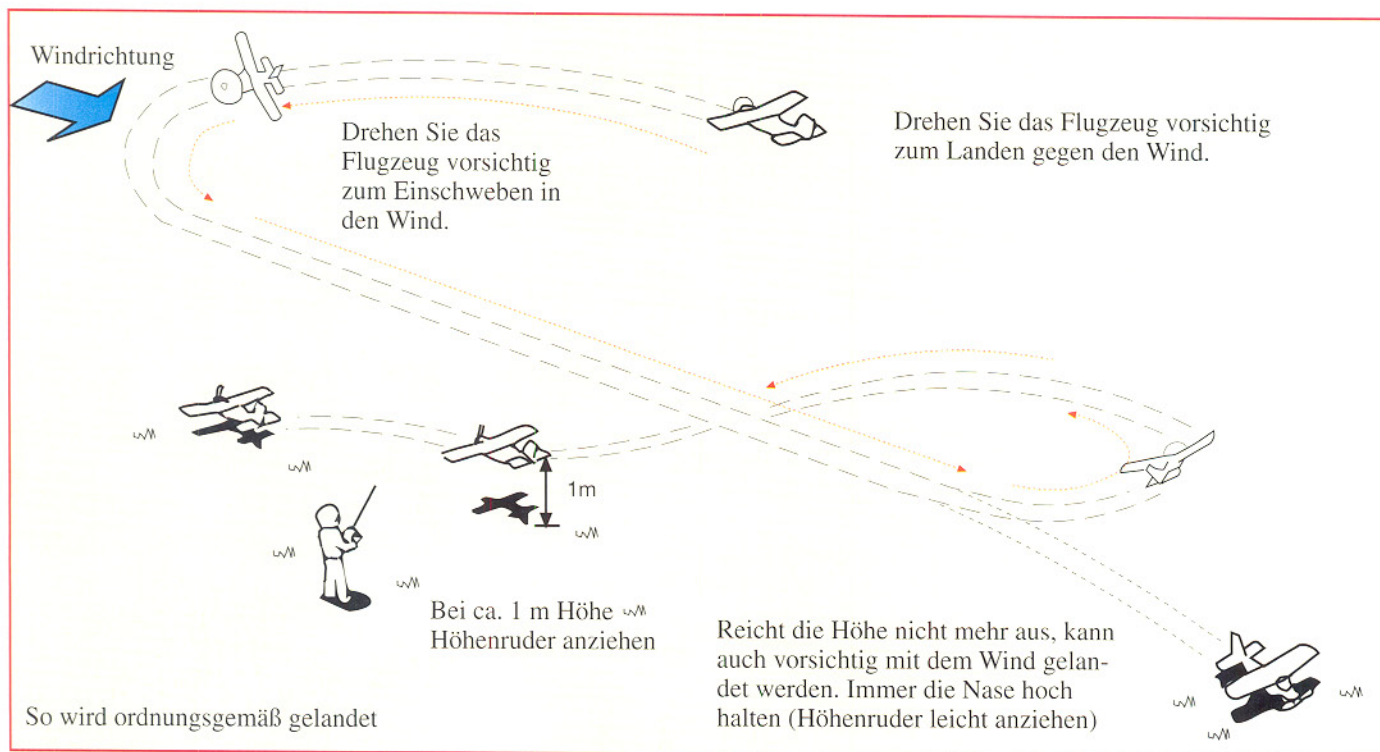 Windrichtung
Drehen Sie das
Flugzeug vorsichtig
zum Einschweben in
den Wind.
Drehen Sie das Flugzeug vorsichtig
zum Landen gegen den Wind.
1m
Bei ca. 1 m Höhe
Höhenruder anziehen
Reicht die Höhe nicht mehr aus, kann
auch vorsichtig mit dem Wind gelan-
det werden. Immer die Nase hoch
halten (Höhenruder leicht anziehen)
So wird ordnungsgemäß gelandet